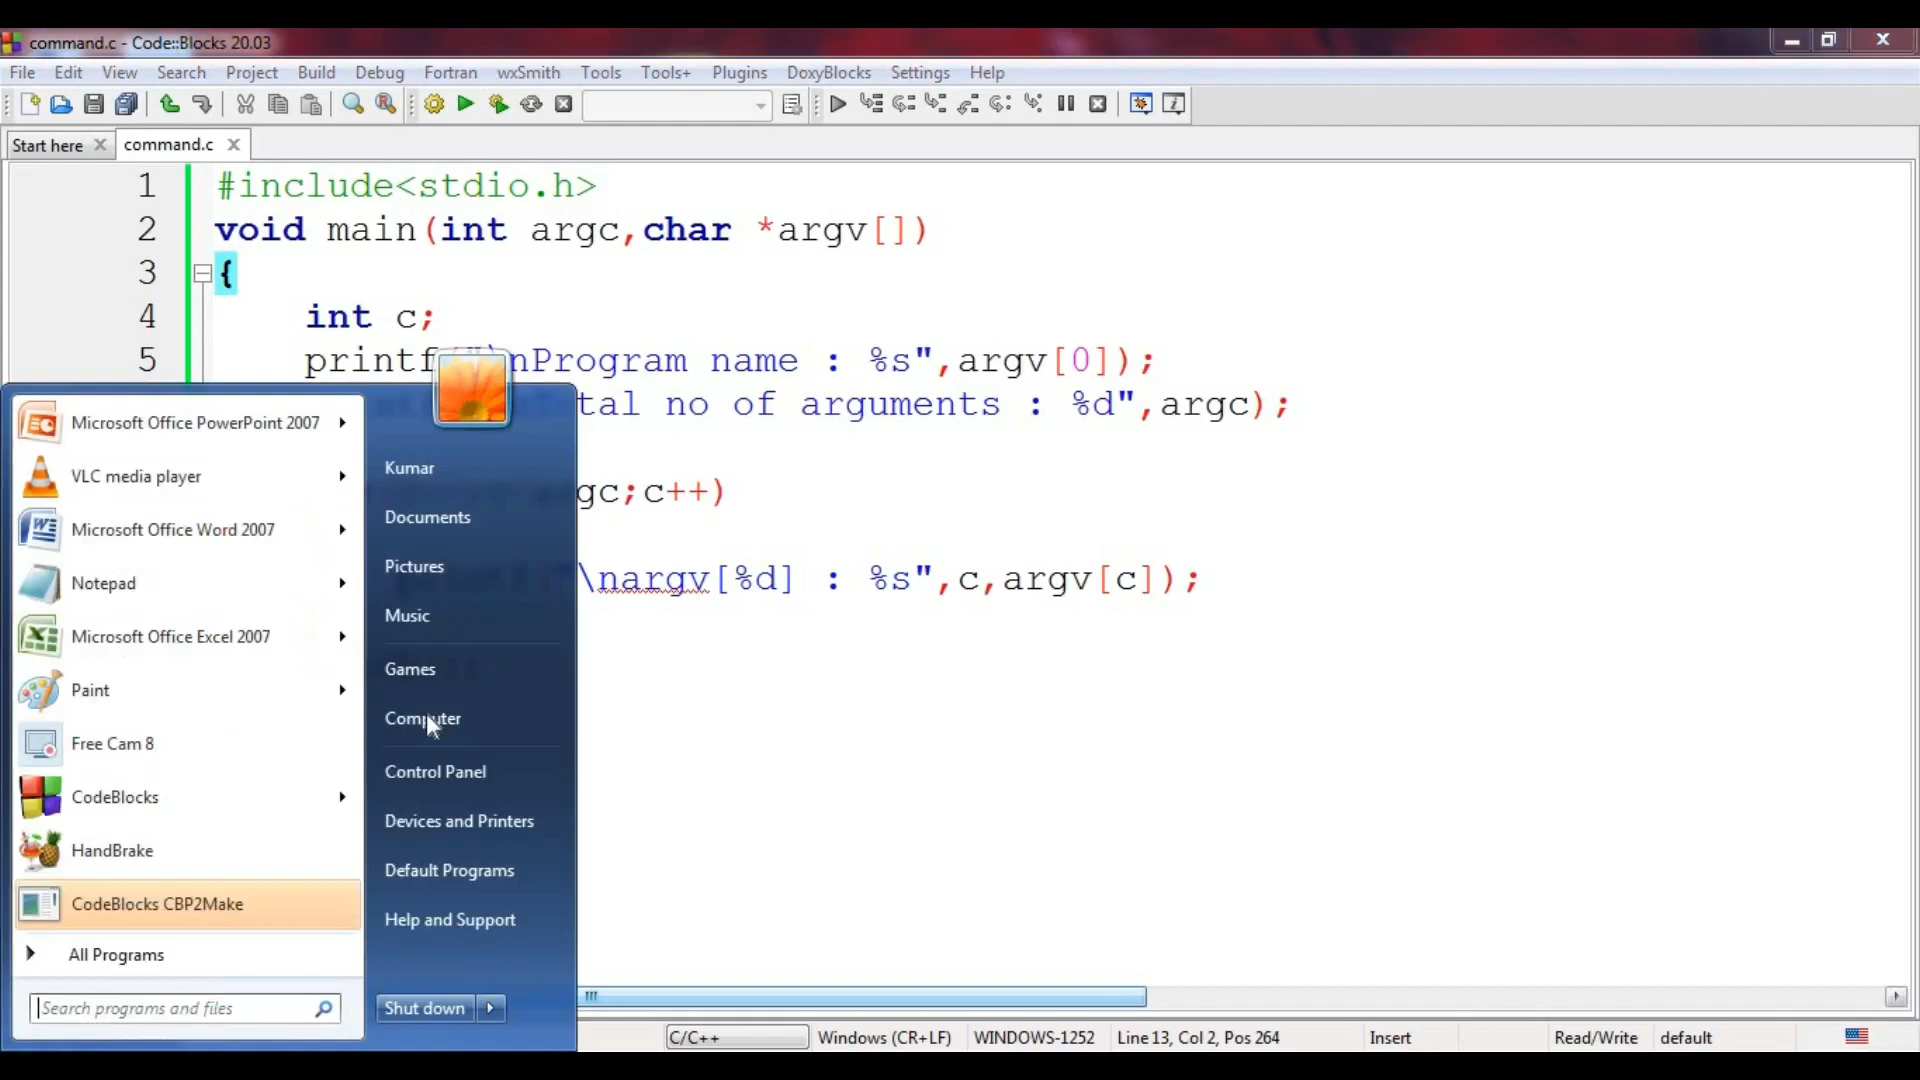 command.c - Code::Blocks 20.03
File Edit View Search Project Build Debug Fortran wxSmith Tools Tools+ Plugins DoxyBlocks Settings Help
Start here command.c
1 #include<stdio.h>
2 void main(int argc,char *argv[])
3 {
4 int c;
5 printf("\nProgram name : %s",argv[0]);
tal no of arguments : %d",argc);
gc;c++)
\nargv[%d] : %s",c,argv[c]);
Microsoft Office PowerPoint 2007
VLC media player
Microsoft Office Word 2007
Notepad
Microsoft Office Excel 2007
Paint
Free Cam 8
CodeBlocks
HandBrake
CodeBlocks CBP2Make
All Programs
Search programs and files
Kumar
Documents
Pictures
Music
Games
Computer
Control Panel
Devices and Printers
Default Programs
Help and Support
Shut down
C/C++ Windows (CR+LF) WINDOWS-1252 Line 13, Col 2, Pos 264 Insert Read/Write default